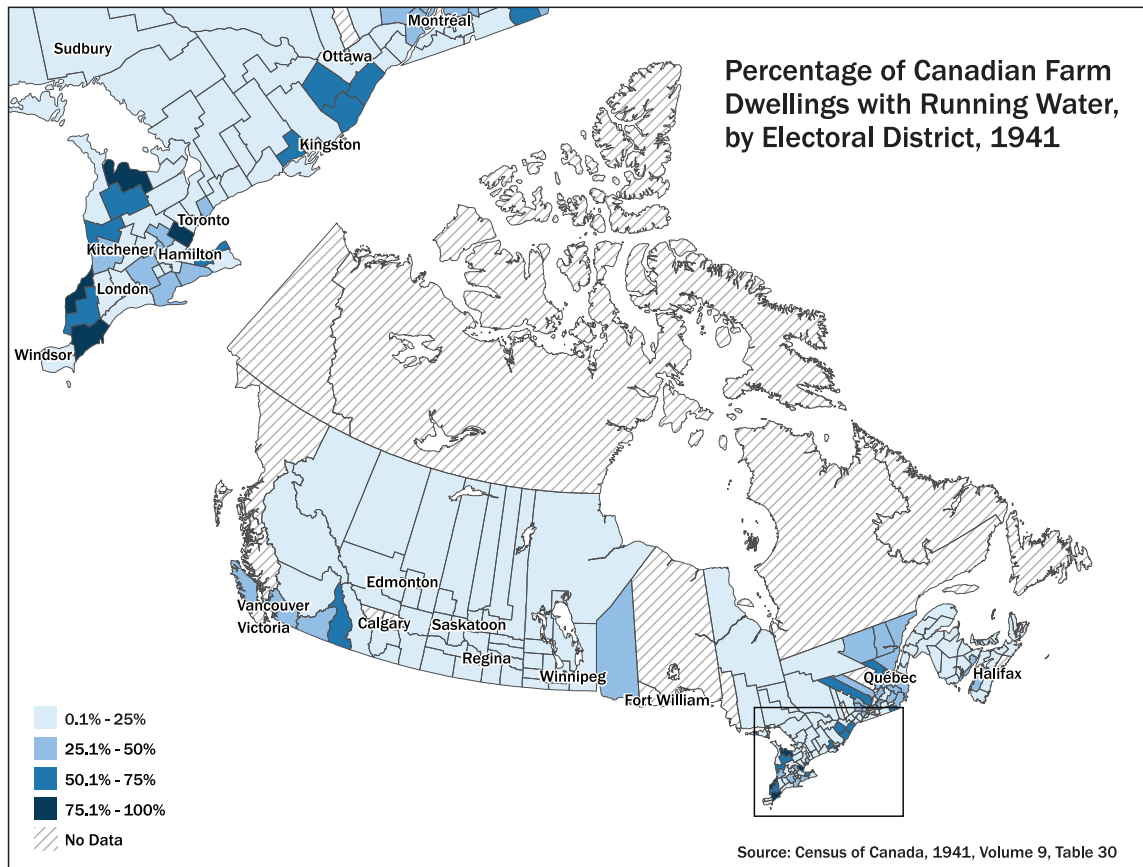 Percentage of Canadian Farm
Dwellings with Running Water,
by Electoral District, 1941
Sudbury
Montréal
Ottawa
Kingston
Toronto
Kitchener
Hamilton
London
Windsor
Edmonton
Vancouver
Victoria
Calgary
Saskatoon
Regina
Winnipeg
Fort William
Québec
Halifax
0.1% - 25%
25.1% - 50%
50.1% - 75%
75.1% - 100%
No Data
Source: Census of Canada, 1941, Volume 9, Table 30